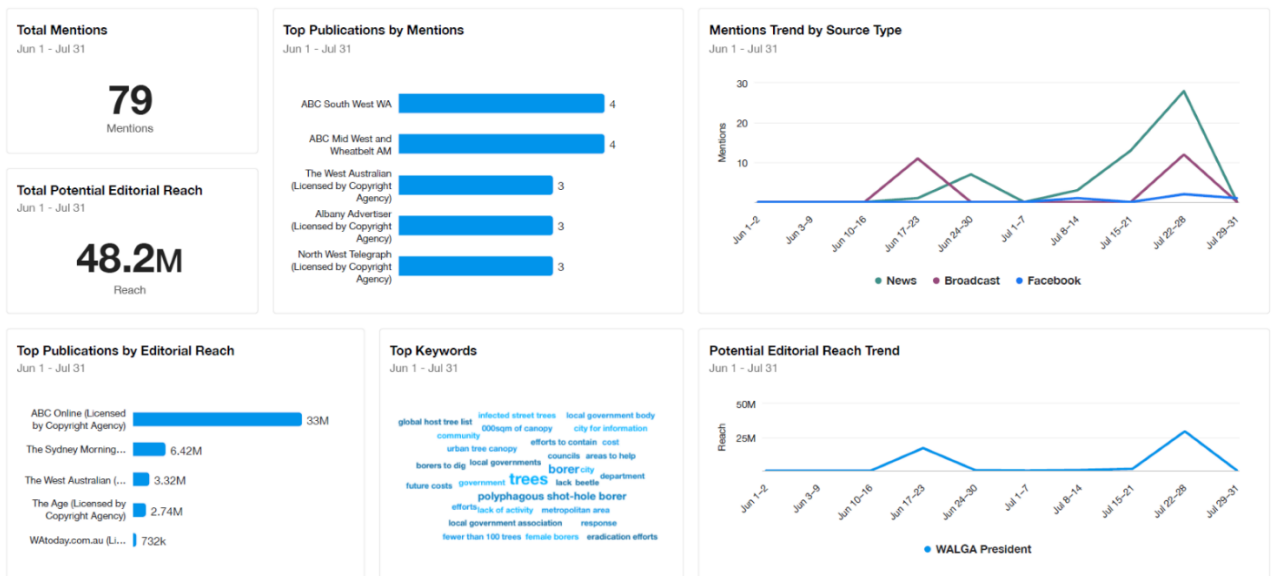 Total Mentions
Jun 1 - Jul 31
79
Mentions
Total Potential Editorial Reach
Jun 1 - Jul 31
48.2M
Reach
Top Publications by Mentions
Jun 1 - Jul 31
ABC South West WA
4
ABC Mid West and
Wheatbelt AM
4
The West Australian
(Licensed by Copyright
Agency)
3
Albany Advertiser
(Licensed by Copyright
Agency)
3
North West Telegraph
(Licensed by Copyright
Agency)
3
Mentions Trend by Source Type
Jun 1 - Jul 31
Mentions
30
20
10
Jun 1–2
Jun 3–9
Jun 10–16
Jun 17–23
Jun 24–30
Jul 1–7
Jul 8–14
Jul 15–21
Jul 22–28
Jul 29–31
News
Broadcast
Facebook
Top Publications by Editorial Reach
Jun 1 - Jul 31
ABC Online (Licensed
by Copyright Agency)
33M
The Sydney Morning...
6.42M
The West Australian (...
3.32M
The Age (Licensed by
Copyright Agency)
2.74M
WAtoday.com.au (Li...
732k
Top Keywords
Jun 1 - Jul 31
infected street trees local government body
global host tree list 000sqm of canopy city for information
community
efforts to contain cost
urban tree canopy
councils areas to help
borers to dig local governments borer city
department
future costs government trees lack beetle
polyphagous shot-hole borer
efforts lack of activity metropolitan area
local government association response
fewer than 100 trees female borers eradication efforts
Potential Editorial Reach Trend
Jun 1 - Jul 31
Reach
50M
25M
Jun 1–2
Jun 3–9
Jun 10–16
Jun 17–23
Jun 24–30
Jul 1–7
Jul 8–14
Jul 15–21
Jul 22–28
Jul 29–31
WALGA President